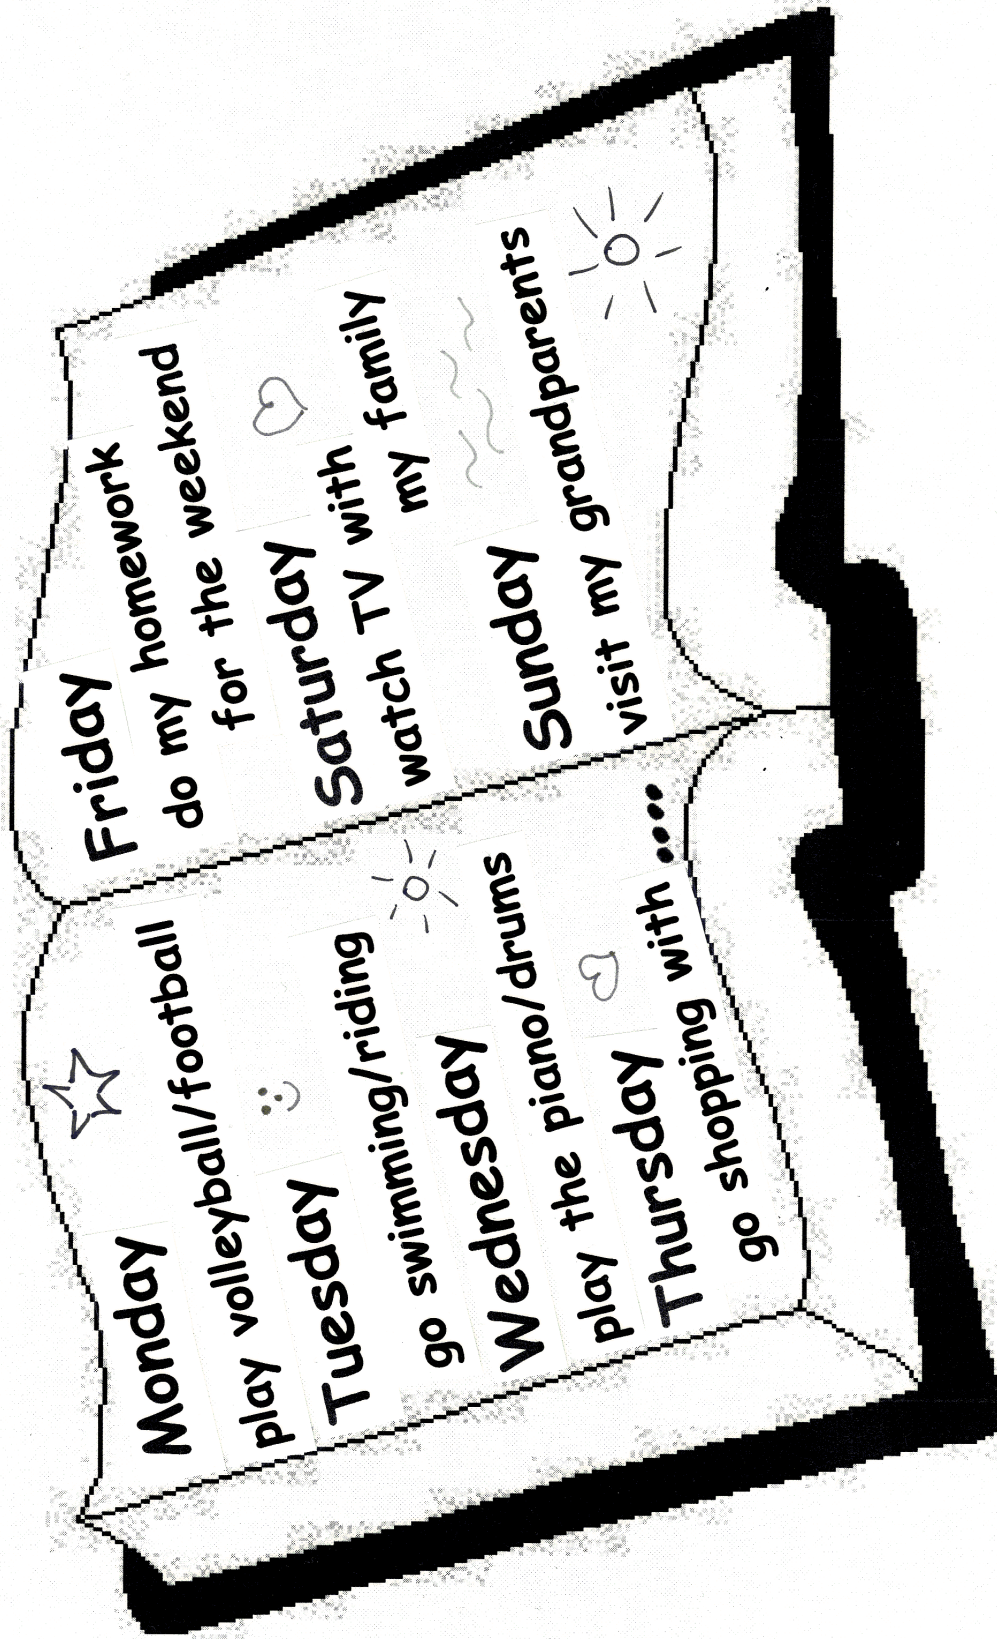 Monday
play volleyball/football
Tuesday
go swimming/riding
Wednesday
play the piano/drums
Thursday
go shopping with ....
Friday
do my homework
for the weekend
Saturday
watch TV with
my family
Sunday
visit my grandparents